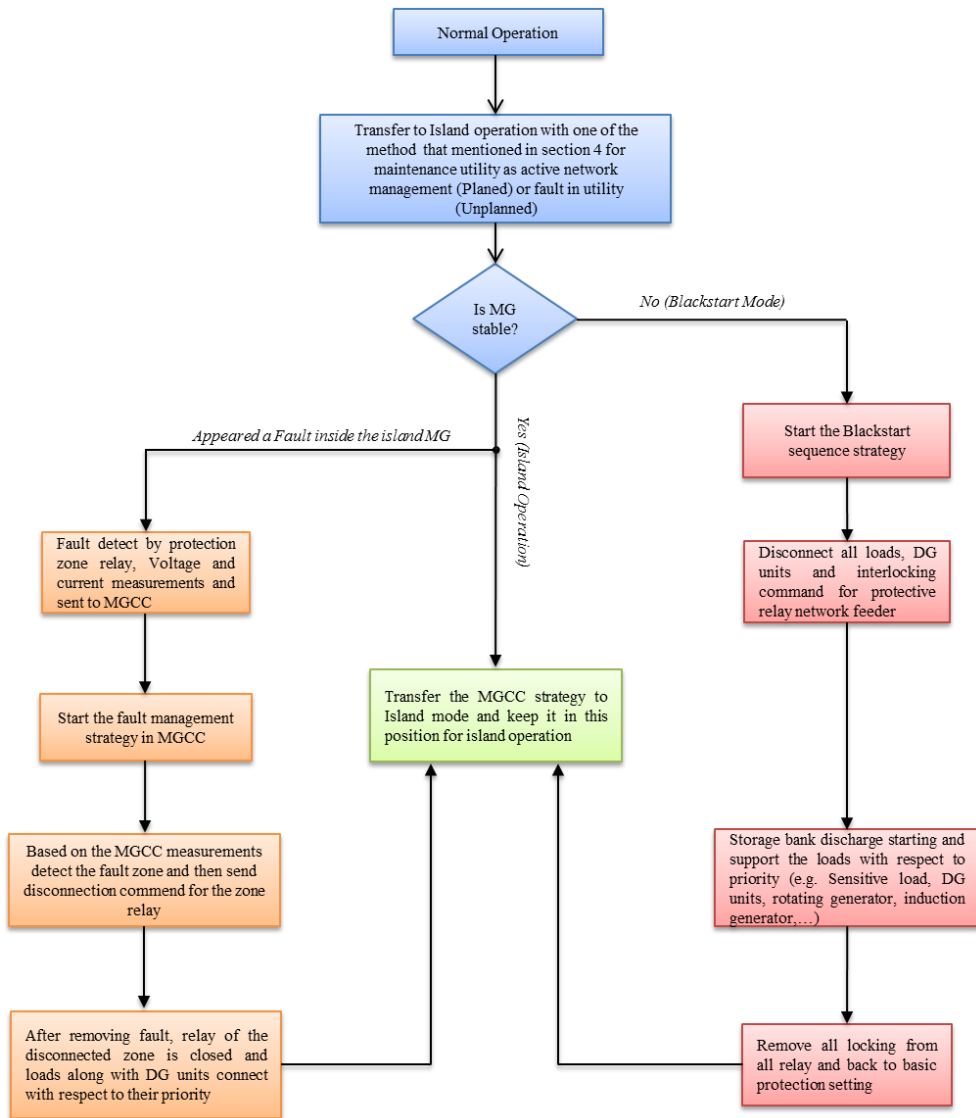 Normal Operation
Transfer to Island operation with one of the
method that mentioned in section 4 for
maintenance utility as active network
management (Planed) or fault in utility
(Unplanned)
Is MG
stable?
No (Blackstart Mode)
Appeared a Fault inside the island MG
Yes (Island Operation)
Start the Blackstart
sequence strategy
Fault detect by protection
zone relay, Voltage and
current measurements and
sent to MGCC
Disconnect all loads, DG
units and interlocking
command for protective
relay network feeder
Start the fault management
strategy in MGCC
Transfer the MGCC strategy to
Island mode and keep it in this
position for island operation
Based on the MGCC measurements
detect the fault zone and then send
disconnection commend for the zone
relay
Storage bank discharge starting and
support the loads with respect to
priority (e.g. Sensitive load, DG
units, rotating generator, induction
generator,…)
After removing fault, relay of the
disconnected zone is closed and
loads along with DG units connect
with respect to their priority
Remove all locking from
all relay and back to basic
protection setting